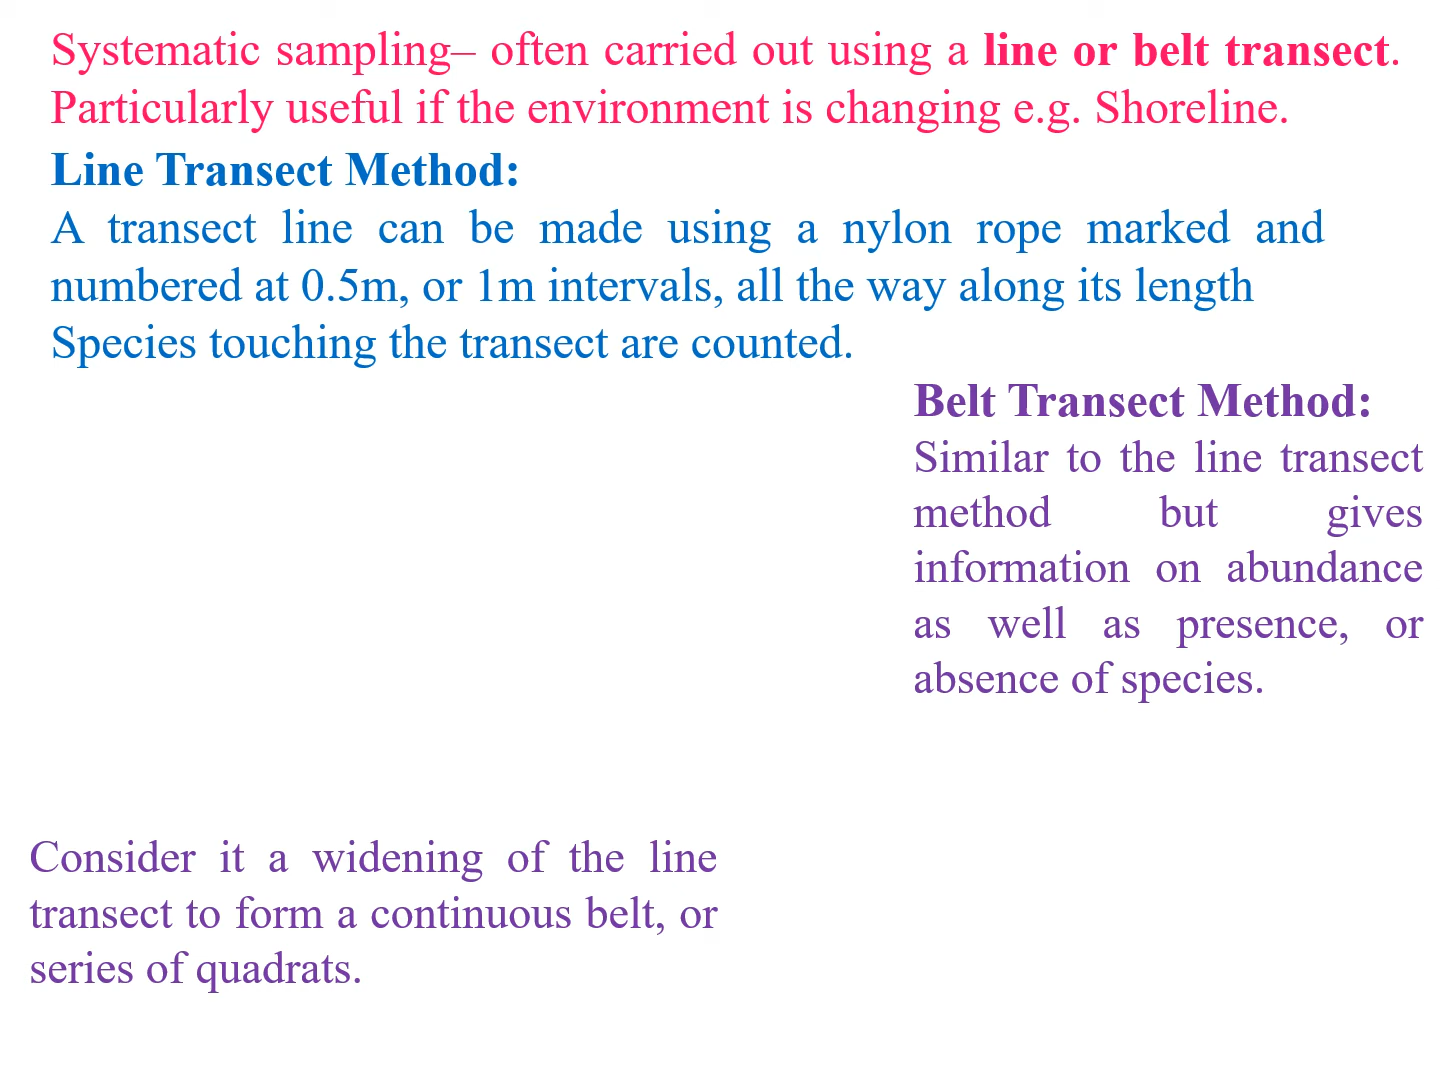 Systematic sampling– often carried out using a line or belt transect.
Particularly useful if the environment is changing e.g. Shoreline.
Line Transect Method:
A transect line can be made using a nylon rope marked and
numbered at 0.5m, or 1m intervals, all the way along its length
Species touching the transect are counted.
Belt Transect Method:
Similar to the line transect
method but gives
information on abundance
as well as presence, or
absence of species.
Consider it a widening of the line
transect to form a continuous belt, or
series of quadrats.